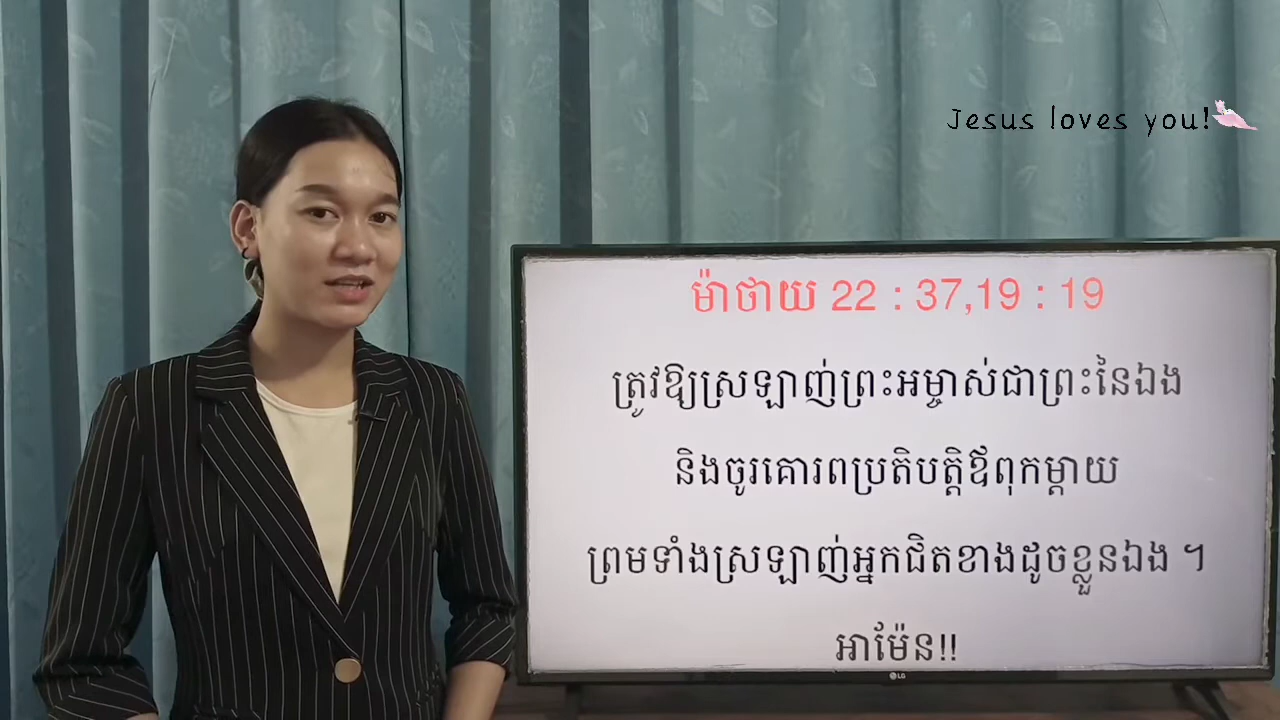 Jesus loves you!
ម៉ាថាយ 22 : 37,19 : 19
ត្រូវឱ្យស្រឡាញ់ព្រះអម្ចាស់ជាព្រះនៃឯង
និងចូរគោរពប្រតិបត្តិឪពុកម្ដាយ
ព្រមទាំងស្រឡាញ់អ្នកជិតខាងដូចខ្លួនឯង ។
អាម៉ែន!!
LG